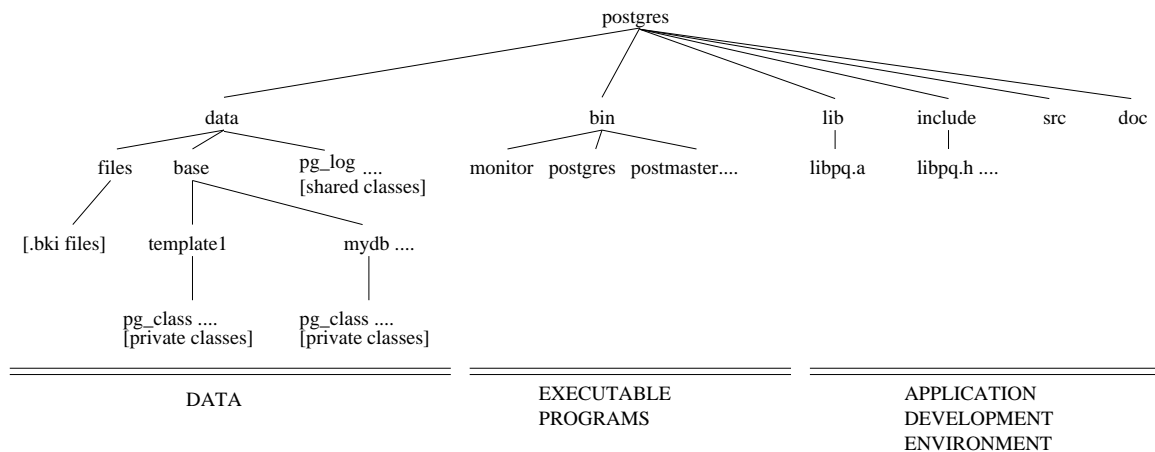 postgres
data bin lib include src doc
files base pg_log ....
[shared classes]
monitor postgres postmaster.... libpq.a libpq.h ....
[.bki files] template1 mydb ....
pg_class .... pg_class ....
[private classes] [private classes]
DATA
EXECUTABLE
PROGRAMS
APPLICATION
DEVELOPMENT
ENVIRONMENT